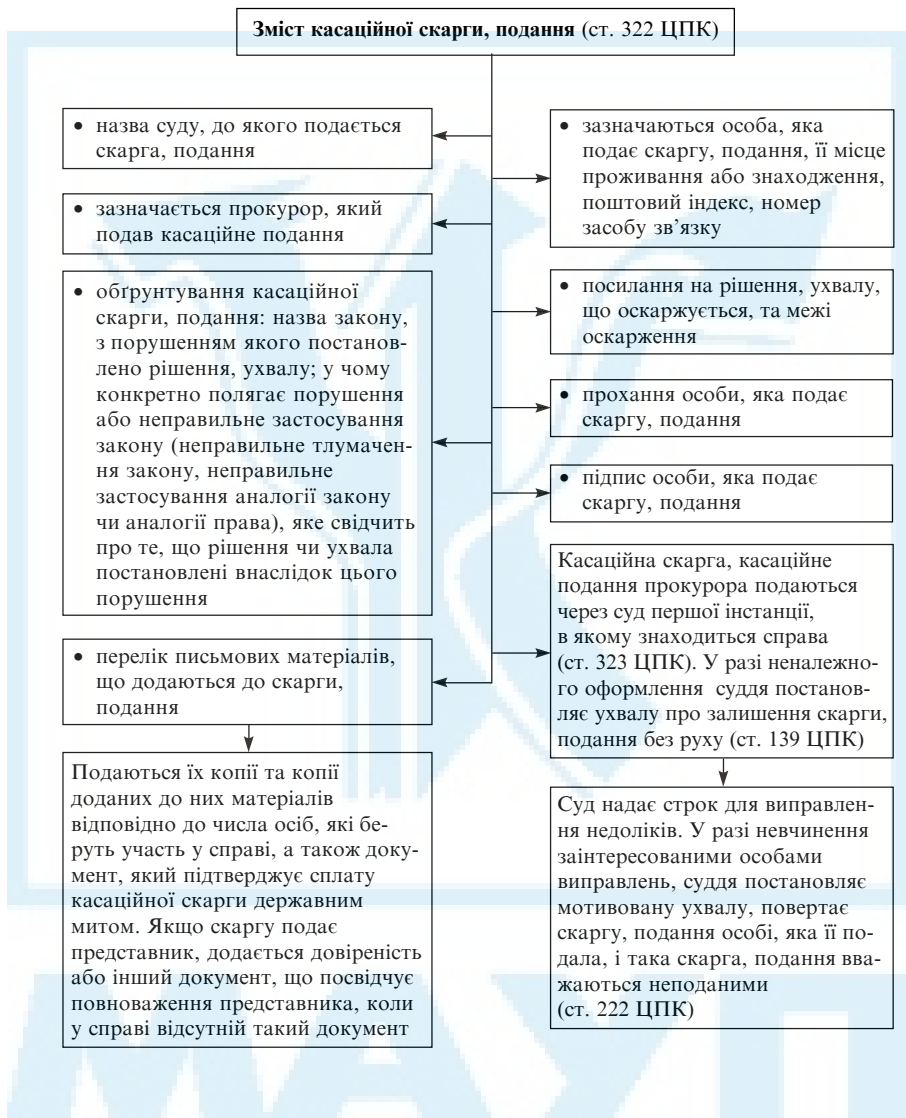 Зміст касаційної скарги, подання (ст. 322 ЦПК)
• назва суду, до якого подається
скарга, подання
• зазначається прокурор, який
подав касаційне подання
• обґрунтування касаційної
скарги, подання: назва закону,
з порушенням якого постанов-
лено рішення, ухвалу; у чому
конкретно полягає порушення
або неправильне застосування
закону (неправильне тлумачен-
ня закону, неправильне
застосування аналогії закону
чи аналогії права), яке свідчить
про те, що рішення чи ухвала
постановлені внаслідок цього
порушення
• перелік письмових матеріалів,
що додаються до скарги,
подання
Подаються їх копії та копії
доданих до них матеріалів
відповідно до числа осіб, які бе-
руть участь у справі, а також доку-
мент, який підтверджує сплату
касаційної скарги державним
митом. Якщо скаргу подає
представник, додається довіреність
або інший документ, що посвідчує
повноваження представника, коли
у справі відсутній такий документ
• зазначаються особа, яка
подає скаргу, подання, її місце
проживання або знаходження,
поштовий індекс, номер
засобу зв’язку
• посилання на рішення, ухвалу,
що оскаржується, та межі
оскарження
• прохання особи, яка подає
скаргу, подання
• підпис особи, яка подає
скаргу, подання
Касаційна скарга, касаційне
подання прокурора подаються
через суд першої інстанції,
в якому знаходиться справа
(ст. 323 ЦПК). У разі неналежно-
го оформлення суддя постанов-
ляє ухвалу про залишення скарги,
подання без руху (ст. 139 ЦПК)
Суд надає строк для виправлен-
ня недоліків. У разі невчинення
заінтересованими особами
виправлень, суддя постановляє
мотивовану ухвалу, повертає
скаргу, подання особі, яка її по-
дала, і така скарга, подання вва-
жаються неподаними
(ст. 222 ЦПК)
МАУП